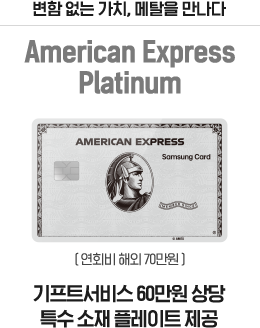 변함 없는 가치, 메탈을 만나다
American Express
Platinum
AMERICAN EXPRESS
Samsung Card
( 연회비 해외 70만원 )
기프트서비스 60만원 상당
특수 소재 플레이트 제공